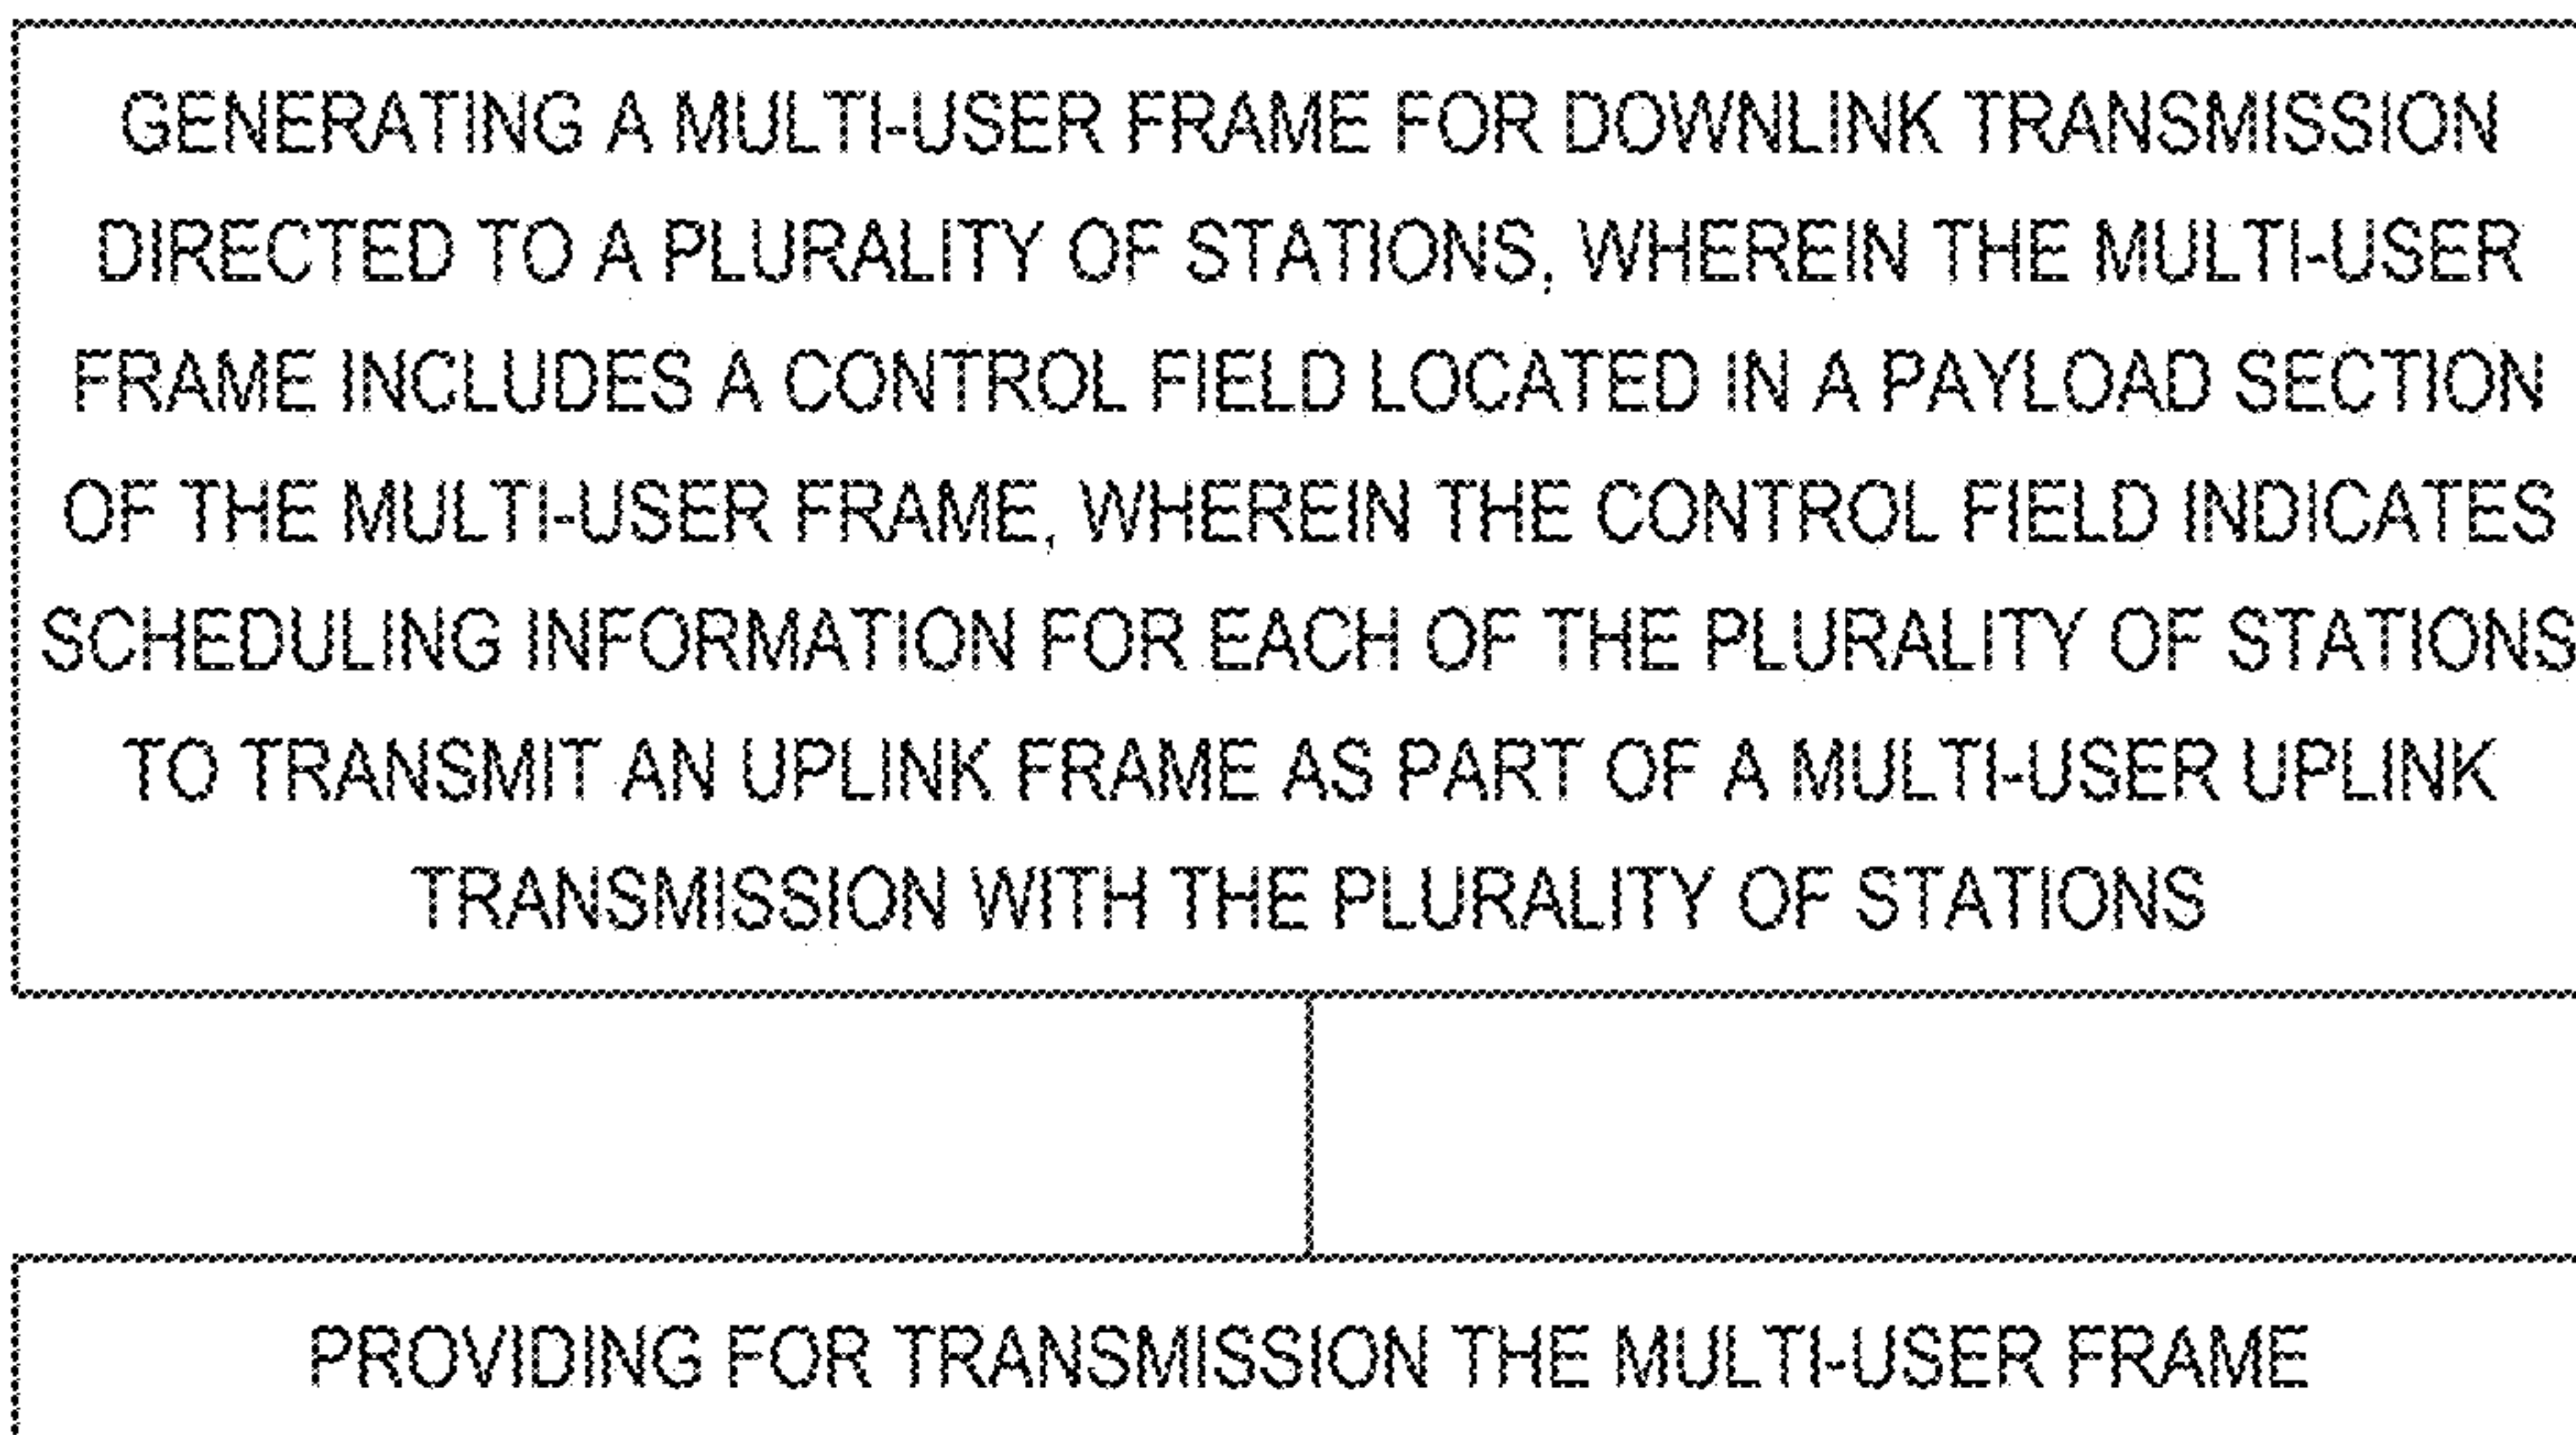 GENERATING A MULTI-USER FRAME FOR DOWNLINK TRANSMISSION
DIRECTED TO A PLURALITY OF STATIONS, WHEREIN THE MULTI-USER
FRAME INCLUDES A CONTROL FIELD LOCATED IN A PAYLOAD SECTION
OF THE MULTI-USER FRAME, WHEREIN THE CONTROL FIELD INDICATES
SCHEDULING INFORMATION FOR EACH OF THE PLURALITY OF STATIONS
TO TRANSMIT AN UPLINK FRAME AS PART OF A MULTI-USER UPLINK
TRANSMISSION WITH THE PLURALITY OF STATIONS
PROVIDING FOR TRANSMISSION THE MULTI-USER FRAME